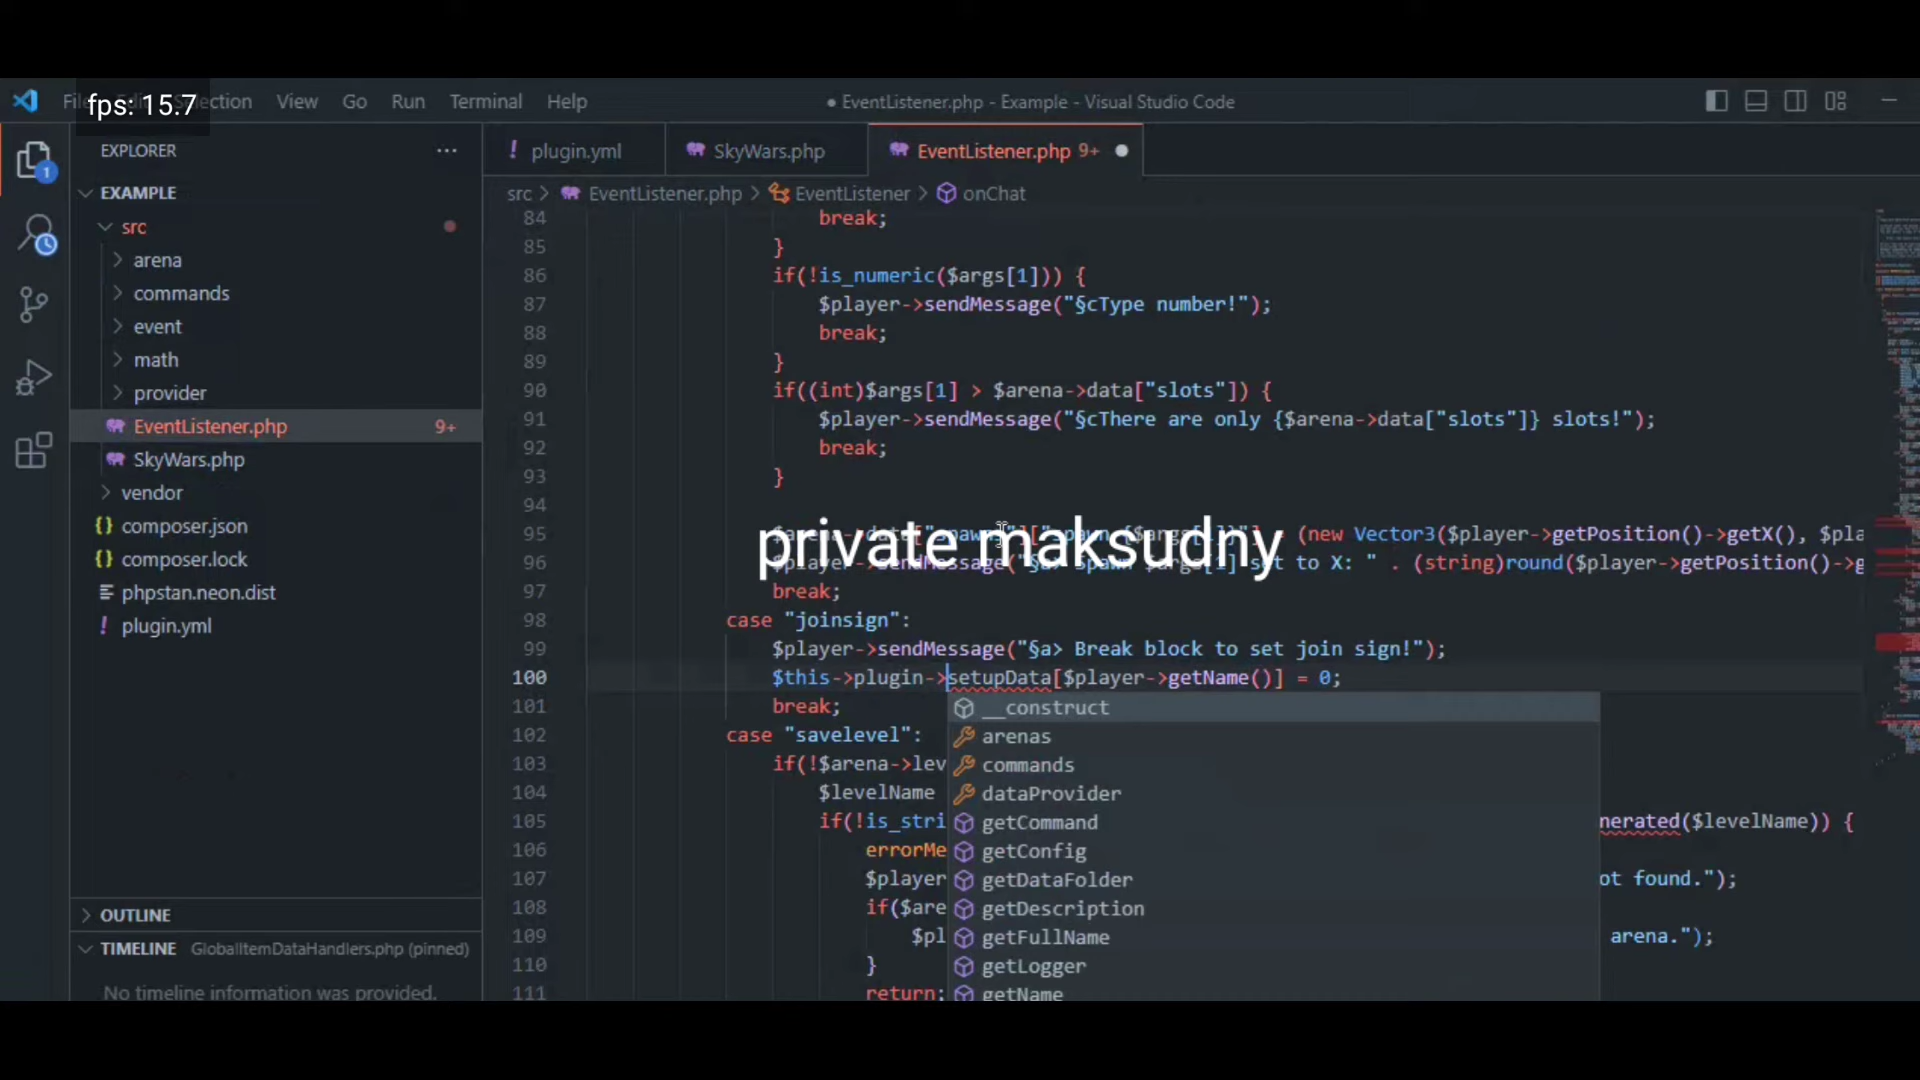 File Edit Selection View Go Run Terminal Help
fps: 15.7
● EventListener.php - Example - Visual Studio Code
EXPLORER ···
! plugin.yml SkyWars.php EventListener.php 9+ ●
src > EventListener.php > EventListener > onChat
1
EXAMPLE
src
arena
commands
event
math
provider
EventListener.php 9+
SkyWars.php
vendor
{} composer.json
{} composer.lock
phpstan.neon.dist
! plugin.yml
OUTLINE
TIMELINE GlobalItemDataHandlers.php (pinned)
No timeline information was provided.
84 break;
85 }
86 if(!is_numeric($args[1])) {
87 $player->sendMessage("§cType number!");
88 break;
89 }
90 if((int)$args[1] > $arena->data["slots"]) {
91 $player->sendMessage("§cThere are only {$arena->data["slots"]} slots!");
92 break;
93 }
94
95 = (new Vector3($player->getPosition()->getX(), $pla
96 set to X: " . (string)round($player->getPosition()->g
private maksudny
97 break;
98 case "joinsign":
99 $player->sendMessage("§a> Break block to set join sign!");
100 $this->plugin->setupData[$player->getName()] = 0;
101 break;
102 case "savelevel":
103 if(!$arena->lev
104 $levelName
105 if(!is_stri nerated($levelName)) {
106 errorMe
107 $player ot found.");
108 if($are
109 $pl arena.");
110 }
111 return;
__construct
arenas
commands
dataProvider
getCommand
getConfig
getDataFolder
getDescription
getFullName
getLogger
getName